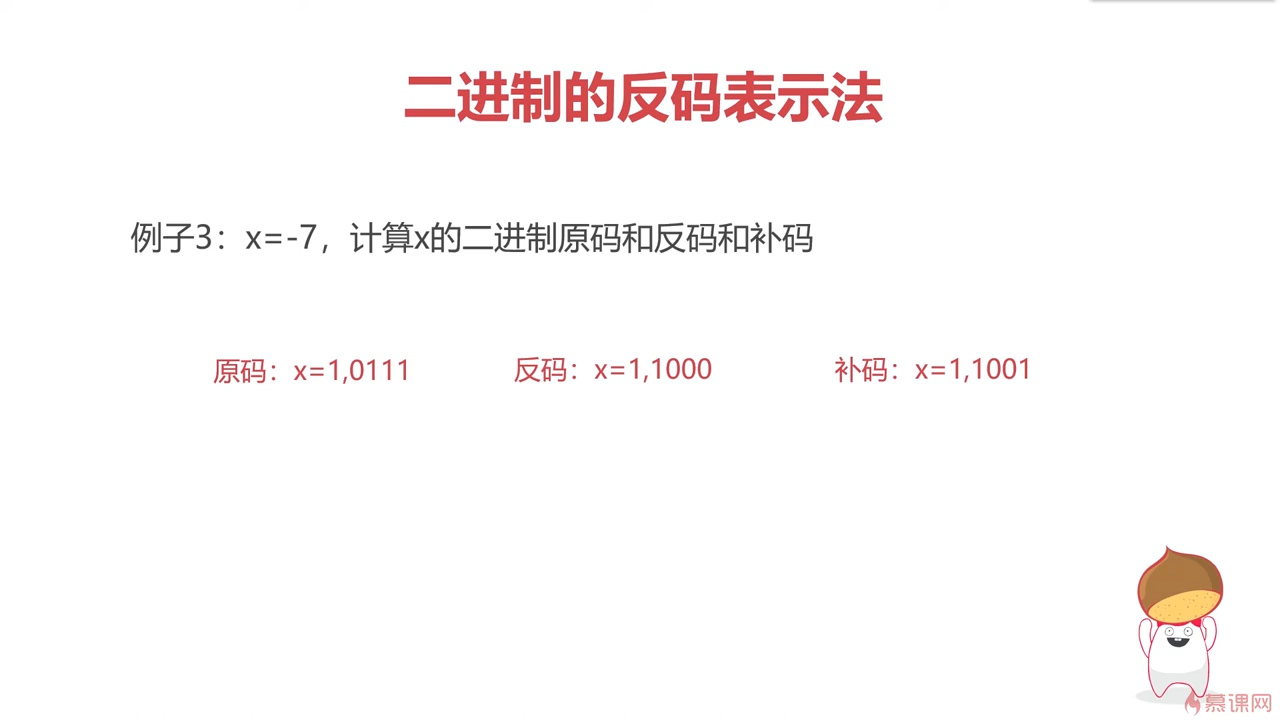 二进制的反码表示法
例子3：x=-7，计算x的二进制原码和反码和补码
原码：x=1,0111 反码：x=1,1000 补码：x=1,1001
慕课网